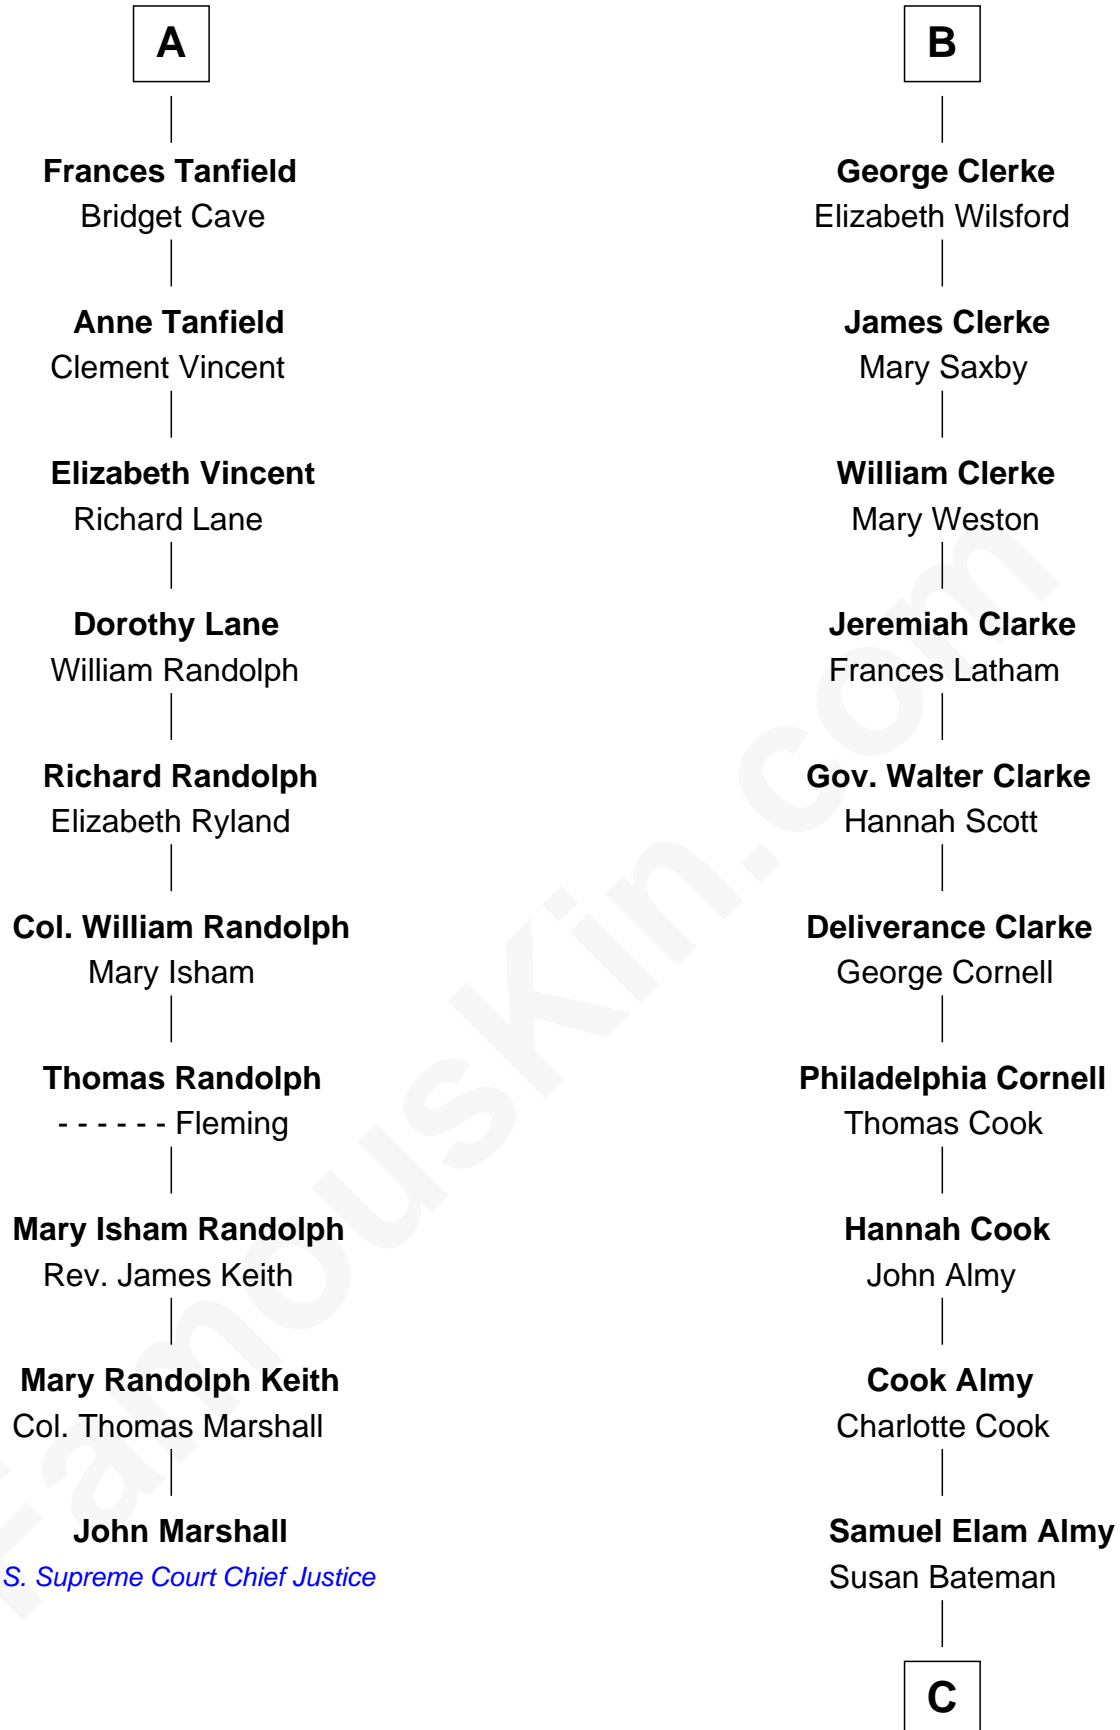 A
Frances Tanfield
Bridget Cave
Anne Tanfield
Clement Vincent
Elizabeth Vincent
Richard Lane
Dorothy Lane
William Randolph
Richard Randolph
Elizabeth Ryland
Col. William Randolph
Mary Isham
Thomas Randolph
- - - - - - Fleming
Mary Isham Randolph
Rev. James Keith
Mary Randolph Keith
Col. Thomas Marshall
John Marshall
S. Supreme Court Chief Justice
B
George Clerke
Elizabeth Wilsford
James Clerke
Mary Saxby
William Clerke
Mary Weston
Jeremiah Clarke
Frances Latham
Gov. Walter Clarke
Hannah Scott
Deliverance Clarke
George Cornell
Philadelphia Cornell
Thomas Cook
Hannah Cook
John Almy
Cook Almy
Charlotte Cook
Samuel Elam Almy
Susan Bateman
C
FamousKin.com